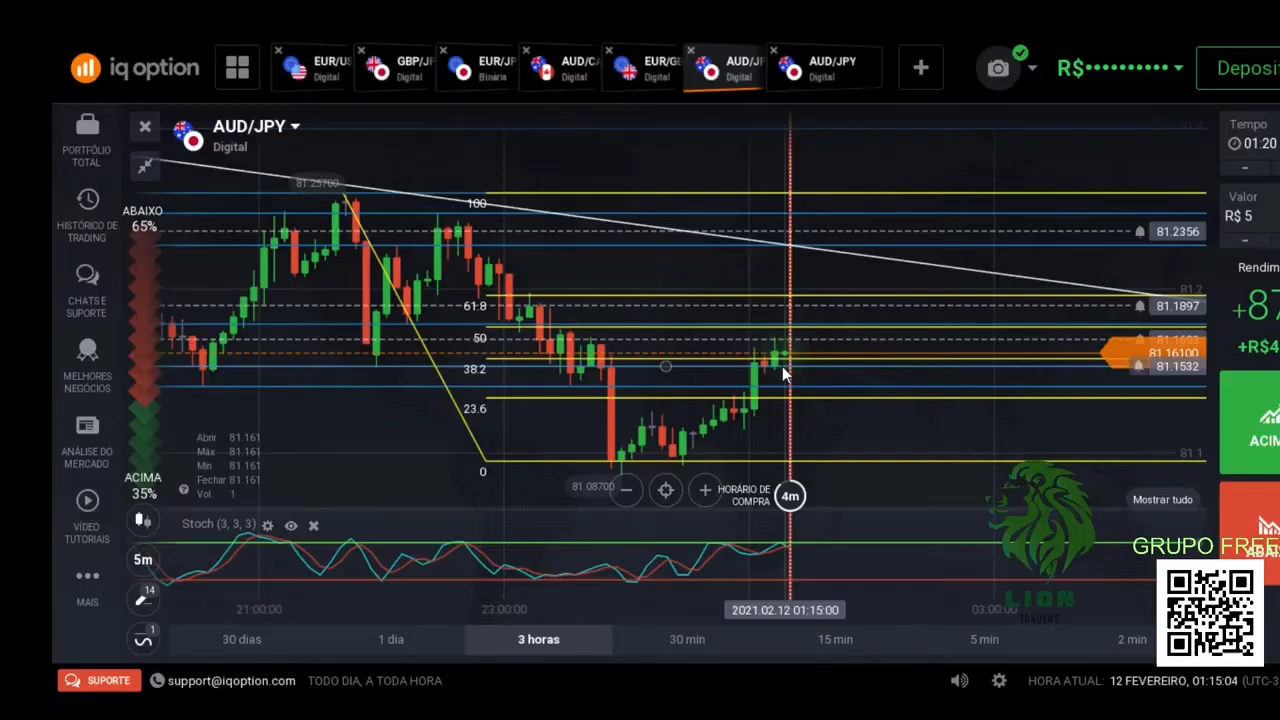 iq option
EUR/US
Digital
GBP/J
Digital
EUR/JP
Binária
AUD/CA
Digital
EUR/GB
Digital
AUD/J
Digital
AUD/JPY
Digital
R$••••••••••
Deposit
PORTFÓLIO
TOTAL
HISTÓRICO DE
TRADING
CHATS E
SUPORTE
MELHORES
NEGÓCIOS
ANÁLISE DO
MERCADO
VÍDEO
TUTORIAIS
MAIS
AUD/JPY
Digital
ABAIXO
65%
ACIMA
35%
81.25700
100
61.8
50
38.2
23.6
0
81.08700
81.2356
81.2
81.1897
81.16100
81.1532
81.1
Abrir 81.161
Máx 81.161
Min 81.161
Fechar 81.161
Vol 1
HORÁRIO DE
COMPRA
4m
Mostrar tudo
Stoch (3, 3, 3)
5m
14
1
21:00:00
23:00:00
2021.02.12 01:15:00
03:00:00
30 dias
1 dia
3 horas
30 min
15 min
5 min
2 min
Tempo
01:20
Valor
R$ 5
Rendim
+87
+R$4
ACIM
ABAI
GRUPO FREE
LION
TRADERS
SUPORTE
support@iqoption.com
TODO DIA, A TODA HORA
HORA ATUAL: 12 FEVEREIRO, 01:15:04 (UTC-3